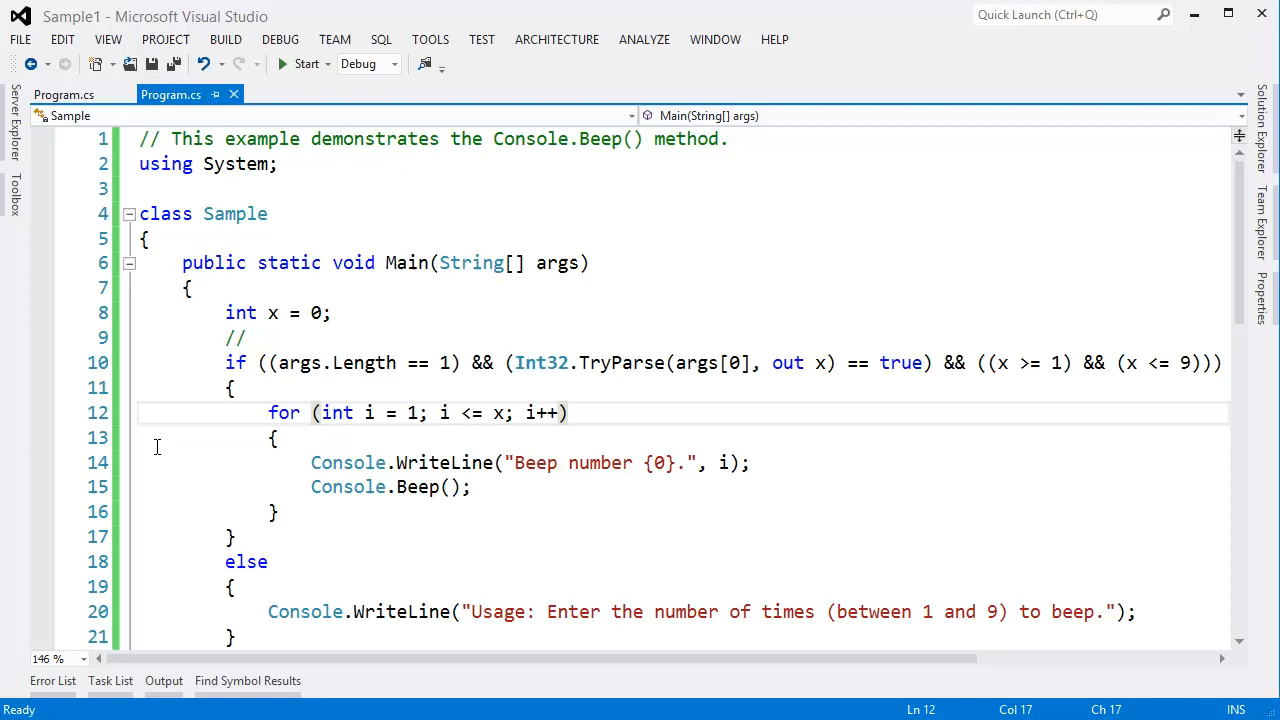 Sample1 - Microsoft Visual Studio
Quick Launch (Ctrl+Q)
FILE EDIT VIEW PROJECT BUILD DEBUG TEAM SQL TOOLS TEST ARCHITECTURE ANALYZE WINDOW HELP
Start Debug
Program.cs Program.cs
Sample Main(String[] args)
1 // This example demonstrates the Console.Beep() method.
2 using System;
3
4 class Sample
5 {
6 public static void Main(String[] args)
7 {
8 int x = 0;
9 //
10 if ((args.Length == 1) && (Int32.TryParse(args[0], out x) == true) && ((x >= 1) && (x <= 9)))
11 {
12 for (int i = 1; i <= x; i++)
13 {
14 Console.WriteLine("Beep number {0}.", i);
15 Console.Beep();
16 }
17 }
18 else
19 {
20 Console.WriteLine("Usage: Enter the number of times (between 1 and 9) to beep.");
21 }
Server Explorer
Toolbox
Solution Explorer
Team Explorer
Properties
146 %
Error List Task List Output Find Symbol Results
Ready Ln 12 Col 17 Ch 17 INS